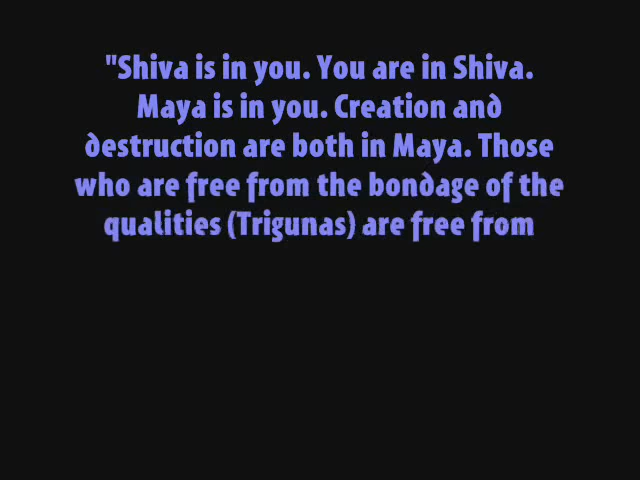 "Shiva is in you. You are in Shiva.
Maya is in you. Creation and
destruction are both in Maya. Those
who are free from the bondage of the
qualities (Trigunas) are free from